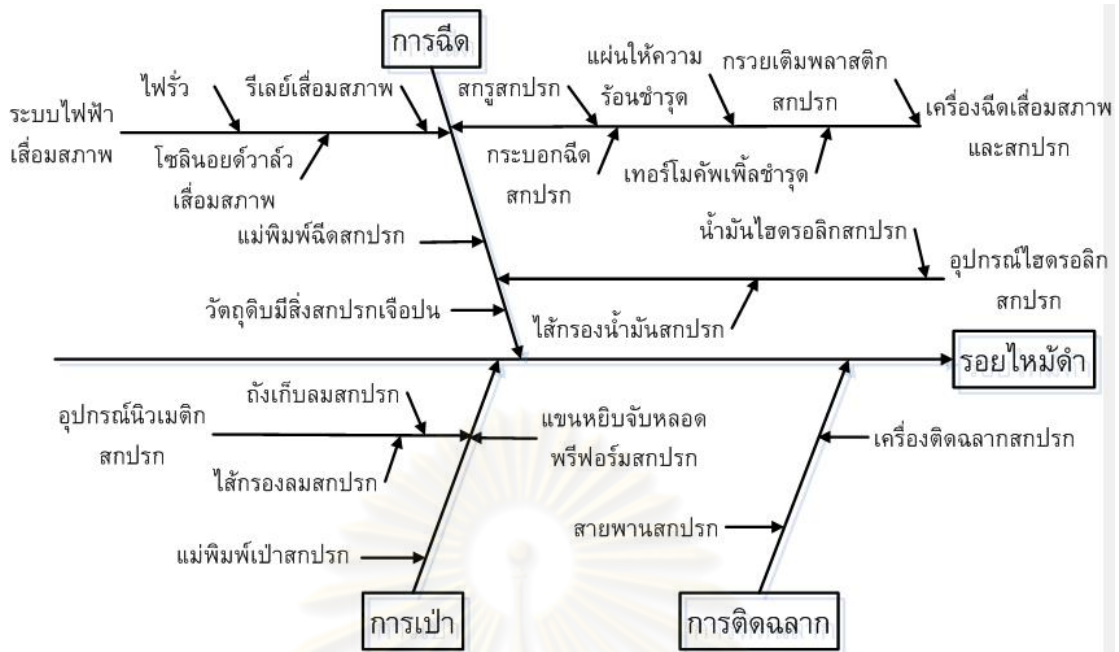 การฉีด
ไฟรั่ว
รีเลย์เสื่อมสภาพ
ระบบไฟฟ้า
เสื่อมสภาพ
โซลินอยด์วาล์ว
เสื่อมสภาพ
สกรูสกปรก
แผ่นให้ความ
ร้อนชำรุด
กรวยเติมพลาสติก
สกปรก
เครื่องฉีดเสื่อมสภาพ
และสกปรก
กระบอกฉีด
สกปรก
เทอร์โมคัพเพิ้ลชำรุด
แม่พิมพ์ฉีดสกปรก
น้ำมันไฮดรอลิกสกปรก
อุปกรณ์ไฮดรอลิก
สกปรก
วัตถุดิบมีสิ่งสกปรกเจือปน
ไส้กรองน้ำมันสกปรก
รอยไหม้ดำ
ถังเก็บลมสกปรก
อุปกรณ์นิวเมติก
สกปรก
ไส้กรองลมสกปรก
แขนหยิบจับหลอด
พรีฟอร์มสกปรก
เครื่องติดฉลากสกปรก
แม่พิมพ์เป่าสกปรก
สายพานสกปรก
การเป่า
การติดฉลาก